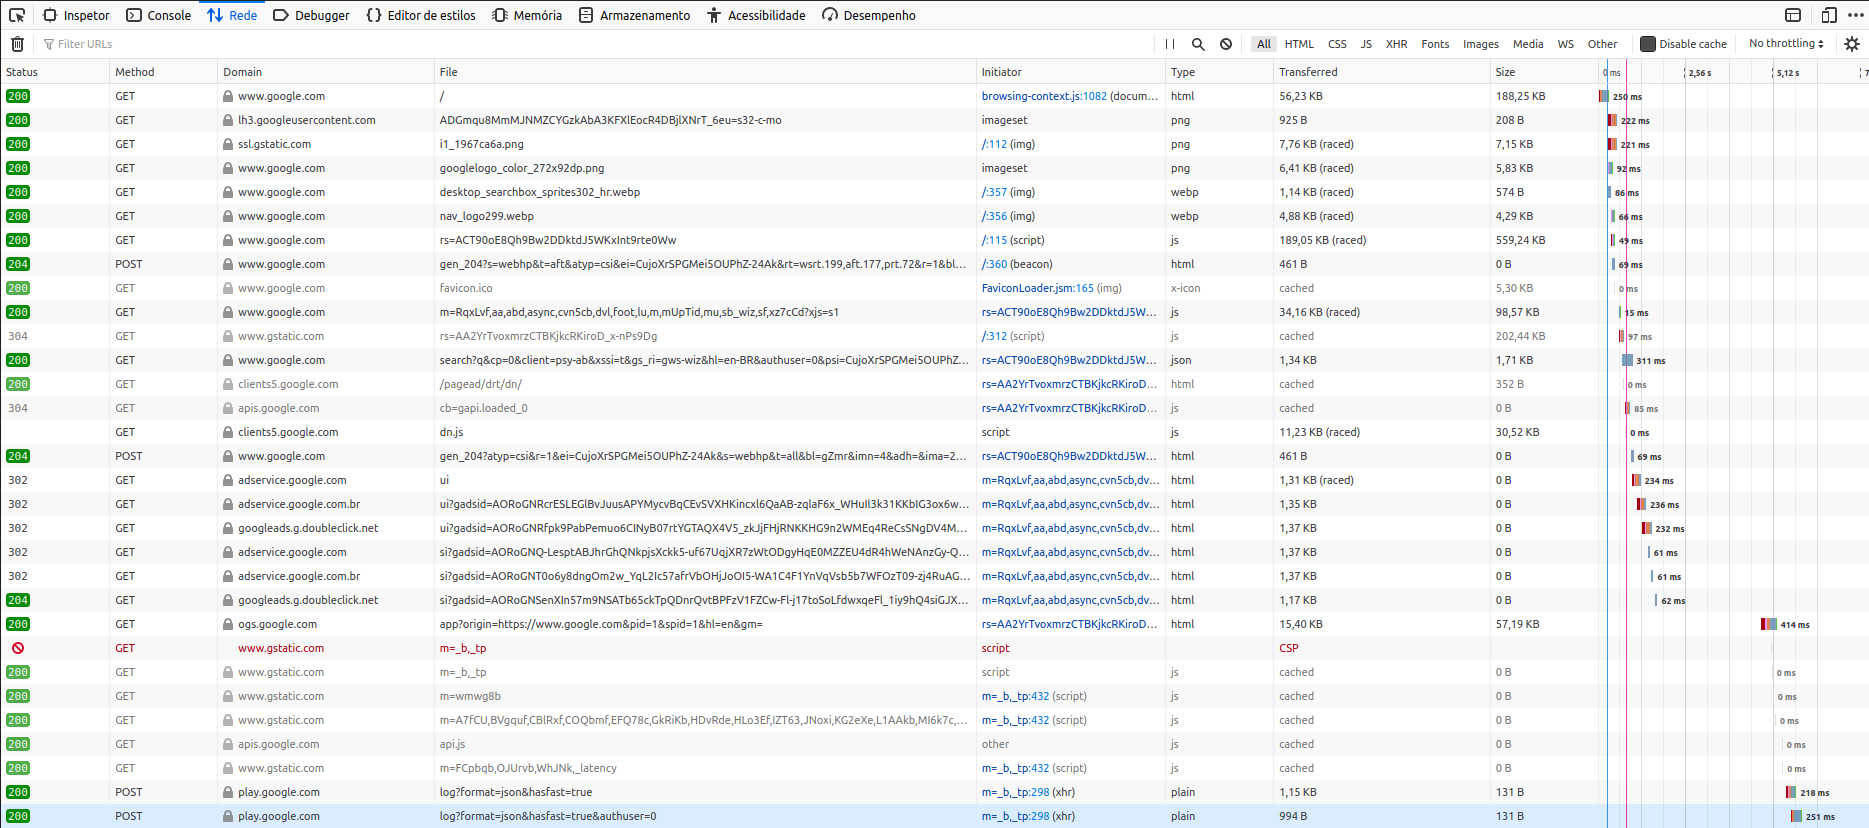 Inspetor Console Rede Debugger Editor de estilos Memória Armazenamento Acessibilidade Desempenho
Filter URLs All HTML CSS JS XHR Fonts Images Media WS Other Disable cache No throttling
Status Method Domain File Initiator Type Transferred Size 0 ms 2,56 s 5,12 s 7
200 GET www.google.com / browsing-context.js:1082 (docum... html 56,23 KB 188,25 KB 250 ms
200 GET lh3.googleusercontent.com ADGmqu8MmMJNMZCYGzkAbA3KFXlEocR4DBjlXNrT_6eu=s32-c-mo imageset png 925 B 208 B 222 ms
200 GET ssl.gstatic.com i1_1967ca6a.png /:112 (img) png 7,76 KB (raced) 7,15 KB 221 ms
200 GET www.google.com googlelogo_color_272x92dp.png imageset png 6,41 KB (raced) 5,83 KB 92 ms
200 GET www.google.com desktop_searchbox_sprites302_hr.webp /:357 (img) webp 1,14 KB (raced) 574 B 86 ms
200 GET www.google.com nav_logo299.webp /:356 (img) webp 4,88 KB (raced) 4,29 KB 66 ms
200 GET www.google.com rs=ACT90oE8Qh9Bw2DDktdJ5WKxInt9rte0Ww /:115 (script) js 189,05 KB (raced) 559,24 KB 49 ms
204 POST www.google.com gen_204?s=webhp&t=aft&atyp=csi&ei=CujoXrSPGMei5OUPhZ-24Ak&rt=wsrt.199,aft.177,prt.72&r=1&bl... /:360 (beacon) html 461 B 0 B 69 ms
200 GET www.google.com favicon.ico FaviconLoader.jsm:165 (img) x-icon cached 5,30 KB 0 ms
200 GET www.google.com m=RqxLvf,aa,abd,async,cvn5cb,dvl,foot,lu,m,mUpTid,mu,sb_wiz,sf,xz7cCd?xjs=s1 rs=ACT90oE8Qh9Bw2DDktdJ5W... js 34,16 KB (raced) 98,57 KB 15 ms
304 GET www.gstatic.com rs=AA2YrTvoxmrzCTBKjkcRKiroD_x-nPs9Dg /:312 (script) js cached 202,44 KB 97 ms
200 GET www.google.com search?q&cp=0&client=psy-ab&xssi=t&gs_ri=gws-wiz&hl=en-BR&authuser=0&psi=CujoXrSPGMei5OUPhZ... rs=ACT90oE8Qh9Bw2DDktdJ5W... json 1,34 KB 1,71 KB 311 ms
200 GET clients5.google.com /pagead/drt/dn/ rs=AA2YrTvoxmrzCTBKjkcRKiroD... html cached 352 B 0 ms
304 GET apis.google.com cb=gapi.loaded_0 rs=AA2YrTvoxmrzCTBKjkcRKiroD... js cached 0 B 85 ms
GET clients5.google.com dn.js script js 11,23 KB (raced) 30,52 KB 0 ms
204 POST www.google.com gen_204?atyp=csi&r=1&ei=CujoXrSPGMei5OUPhZ-24Ak&s=webhp&t=all&bl=gZmr&imn=4&adh=&ima=2... rs=ACT90oE8Qh9Bw2DDktdJ5W... html 461 B 0 B 69 ms
302 GET adservice.google.com ui m=RqxLvf,aa,abd,async,cvn5cb,dv... html 1,31 KB (raced) 0 B 234 ms
302 GET adservice.google.com.br ui?gadsid=AORoGNRcrESLEGlBvJuusAPYMycvBqCEvSVXHKincxl6QaAB-zqlaF6x_WHuIl3k31KKbIG3ox6w... m=RqxLvf,aa,abd,async,cvn5cb,dv... html 1,35 KB 0 B 236 ms
302 GET googleads.g.doubleclick.net ui?gadsid=AORoGNRfpk9PabPemuo6CINyB07rtYGTAQX4V5_zkJjFHjRNKKHG9n2WMEq4ReCsSNgDV4M... m=RqxLvf,aa,abd,async,cvn5cb,dv... html 1,37 KB 0 B 232 ms
302 GET adservice.google.com si?gadsid=AORoGNQ-LesptABJhrGhQNkpjsXckk5-uf67UqjXR7zWtODgyHqE0MZZEU4dR4hWeNAnzGy-Q... m=RqxLvf,aa,abd,async,cvn5cb,dv... html 1,37 KB 0 B 61 ms
302 GET adservice.google.com.br si?gadsid=AORoGNT0o6y8dngOm2w_YqL2Ic57afrVbOHjJoOI5-WA1C4F1YnVqVsb5b7WFOzT09-zj4RuAG... m=RqxLvf,aa,abd,async,cvn5cb,dv... html 1,37 KB 0 B 61 ms
204 GET googleads.g.doubleclick.net si?gadsid=AORoGNSenXIn57m9NSATb65ckTpQDnrQvtBPFzV1FZCw-Fl-j17toSoLfdwxqeFl_1iy9hQ4siGJX... m=RqxLvf,aa,abd,async,cvn5cb,dv... html 1,17 KB 0 B 62 ms
200 GET ogs.google.com app?origin=https://www.google.com&pid=1&spid=1&hl=en&gm= rs=AA2YrTvoxmrzCTBKjkcRKiroD... html 15,40 KB 57,19 KB 414 ms
GET www.gstatic.com m=_b,_tp script CSP
200 GET www.gstatic.com m=_b,_tp script js cached 0 B 0 ms
200 GET www.gstatic.com m=wmwg8b m=_b,_tp:432 (script) js cached 0 B 0 ms
200 GET www.gstatic.com m=A7fCU,BVgquf,CBlRxf,COQbmf,EFQ78c,GkRiKb,HDvRde,HLo3Ef,IZT63,JNoxi,KG2eXe,L1AAkb,MI6k7c,... m=_b,_tp:432 (script) js cached 0 B 0 ms
200 GET apis.google.com api.js other js cached 0 B 0 ms
200 GET www.gstatic.com m=FCpbqb,OJUrvb,WhJNk,_latency m=_b,_tp:432 (script) js cached 0 B 0 ms
200 POST play.google.com log?format=json&hasfast=true m=_b,_tp:298 (xhr) plain 1,15 KB 131 B 218 ms
200 POST play.google.com log?format=json&hasfast=true&authuser=0 m=_b,_tp:298 (xhr) plain 994 B 131 B 251 ms